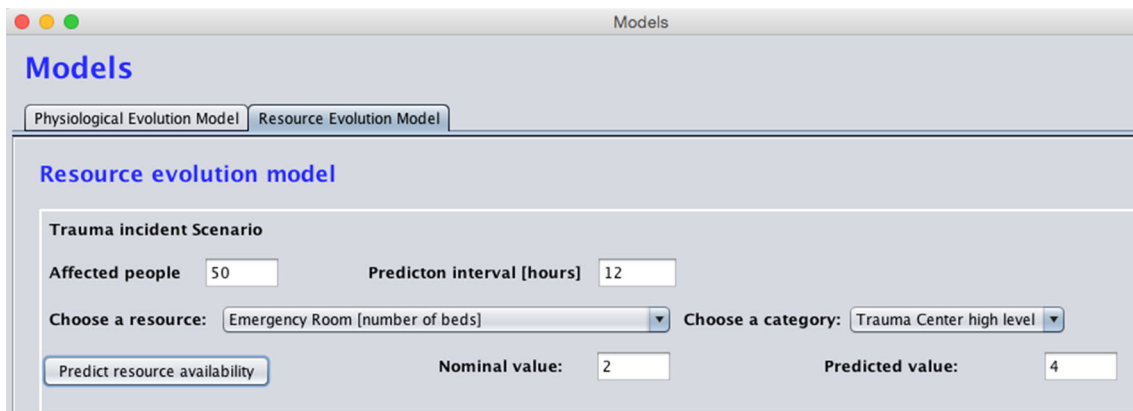 Models
Models
Physiological Evolution Model Resource Evolution Model
Resource evolution model
Trauma incident Scenario
Affected people 50 Predicton interval [hours] 12
Choose a resource: Emergency Room [number of beds] Choose a category: Trauma Center high level
Predict resource availability Nominal value: 2 Predicted value: 4